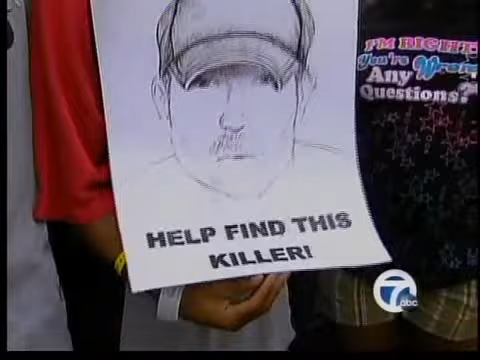 I'M RIGHT
You're Wrong
Any
Questions?
HELP FIND THIS
KILLER!
7
abc